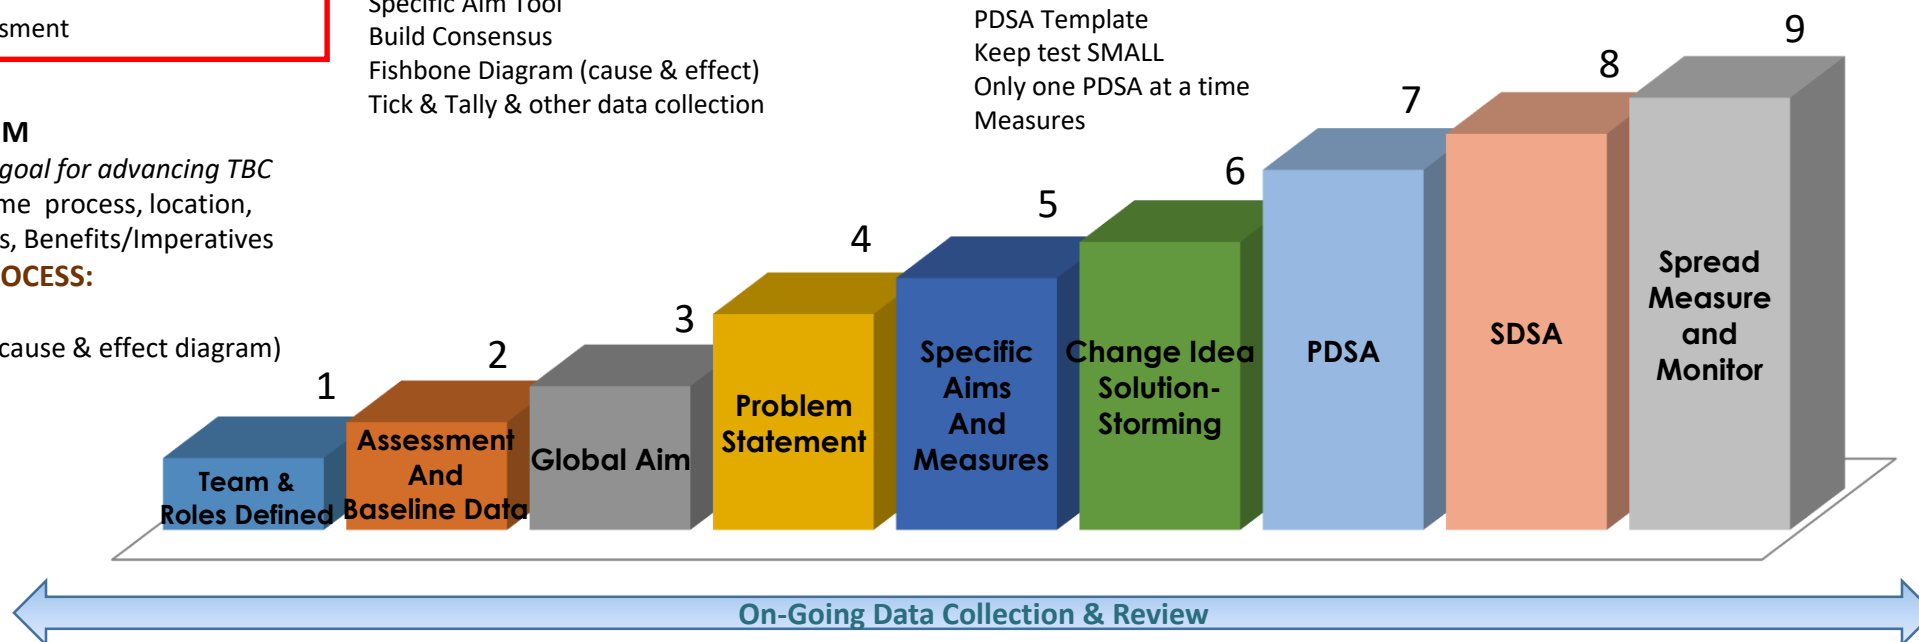 sment
M
goal for advancing TBC
me process, location,
s, Benefits/Imperatives
OCESS:
cause & effect diagram)
Specific Aim Tool
Build Consensus
Fishbone Diagram (cause & effect)
Tick & Tally & other data collection
PDSA Template
Keep test SMALL
Only one PDSA at a time
Measures
1
Team &
Roles Defined
2
Assessment
And
Baseline Data
3
Global Aim
4
Problem
Statement
5
Specific
Aims
And
Measures
6
Change Idea
Solution-
Storming
7
PDSA
8
SDSA
9
Spread
Measure
and
Monitor
On-Going Data Collection & Review